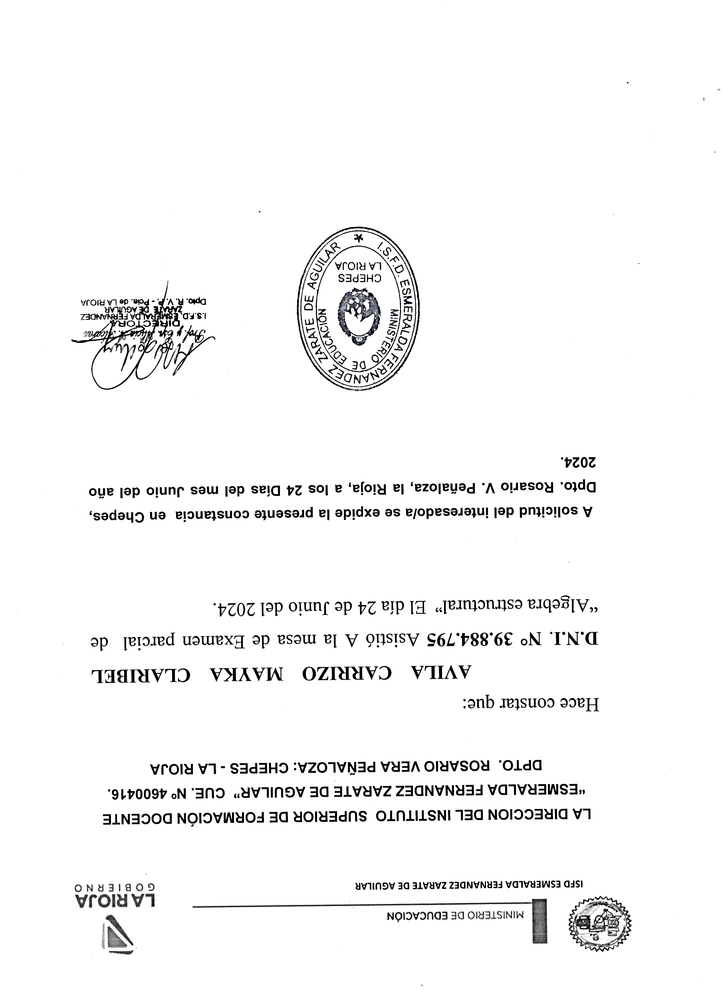 MINISTERIO DE EDUCACIÓN
LA RIOJA
GOBIERNO
ISFD ESMERALDA FERNANDEZ ZARATE DE AGUILAR
LA DIRECCION DEL INSTITUTO SUPERIOR DE FORMACIÓN DOCENTE
“ESMERALDA FERNANDEZ ZARATE DE AGUILAR” CUE. Nº 4600416.
DPTO. ROSARIO VERA PEÑALOZA: CHEPES - LA RIOJA
Hace constar que:
AVILA CARRIZO MAYKA CLARIBEL
D.N.I. Nº 39.884.795 Asistió A la mesa de Examen parcial de
“Algebra estructural” El día 24 de Junio del 2024.
A solicitud del interesado/a se expide la presente constancia en Chepes,
Dpto. Rosario V. Peñaloza, la Rioja, a los 24 Días del mes Junio del año
2024.
I.S.F.D. ESMERALDA FERNANDEZ ZARATE DE AGUILAR
MINISTERIO DE EDUCACIÓN
CHEPES
LA RIOJA
Prof. y Alicia
DIRECTORA
I.S.F.D. ESMERALDA FERNANDEZ
ZARATE DE AGUILAR
Dpto. R. V. P. - Pcia. de LA RIOJA